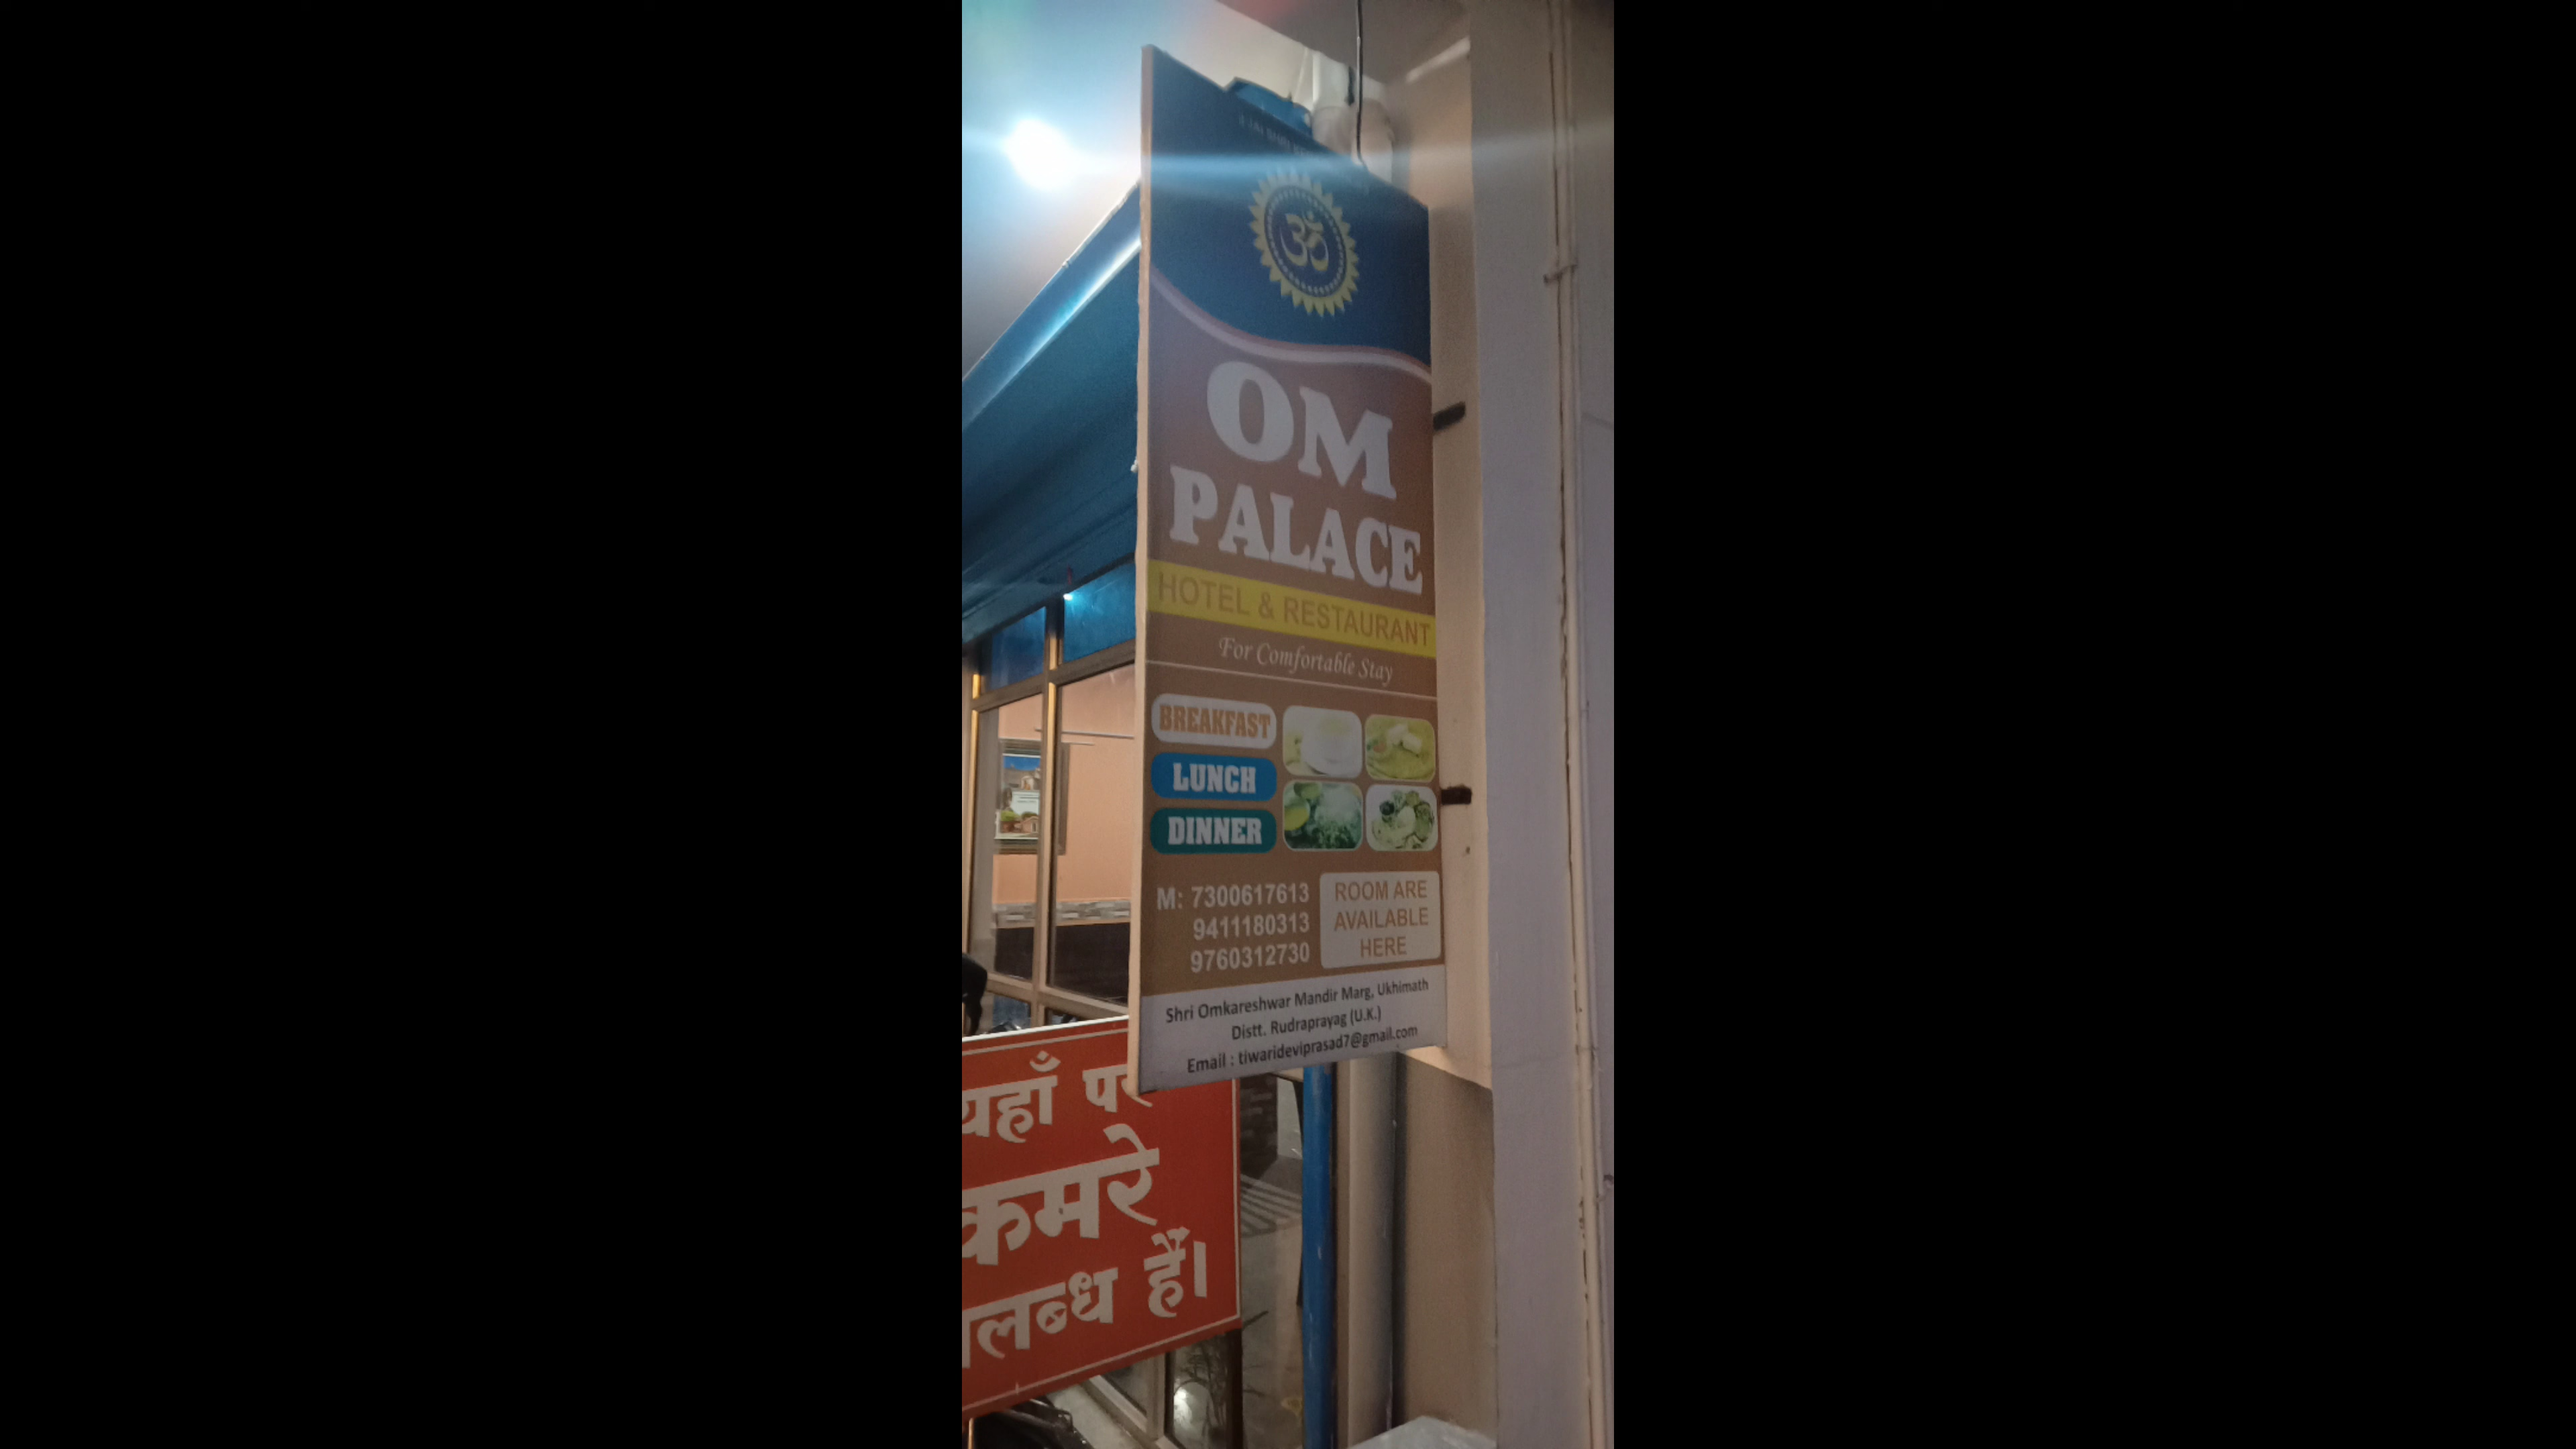 ॐ
OM
PALACE
HOTEL & RESTAURANT
For Comfortable Stay
BREAKFAST
LUNCH
DINNER
M: 7300617613
9411180313
9760312730
ROOM ARE
AVAILABLE
HERE
Shri Omkareshwar Mandir Marg, Ukhimath
Distt. Rudraprayag (U.K.)
Email : tiwarideviprasad7@gmail.com
यहाँ पर
कमरे
लब्ध हैं।